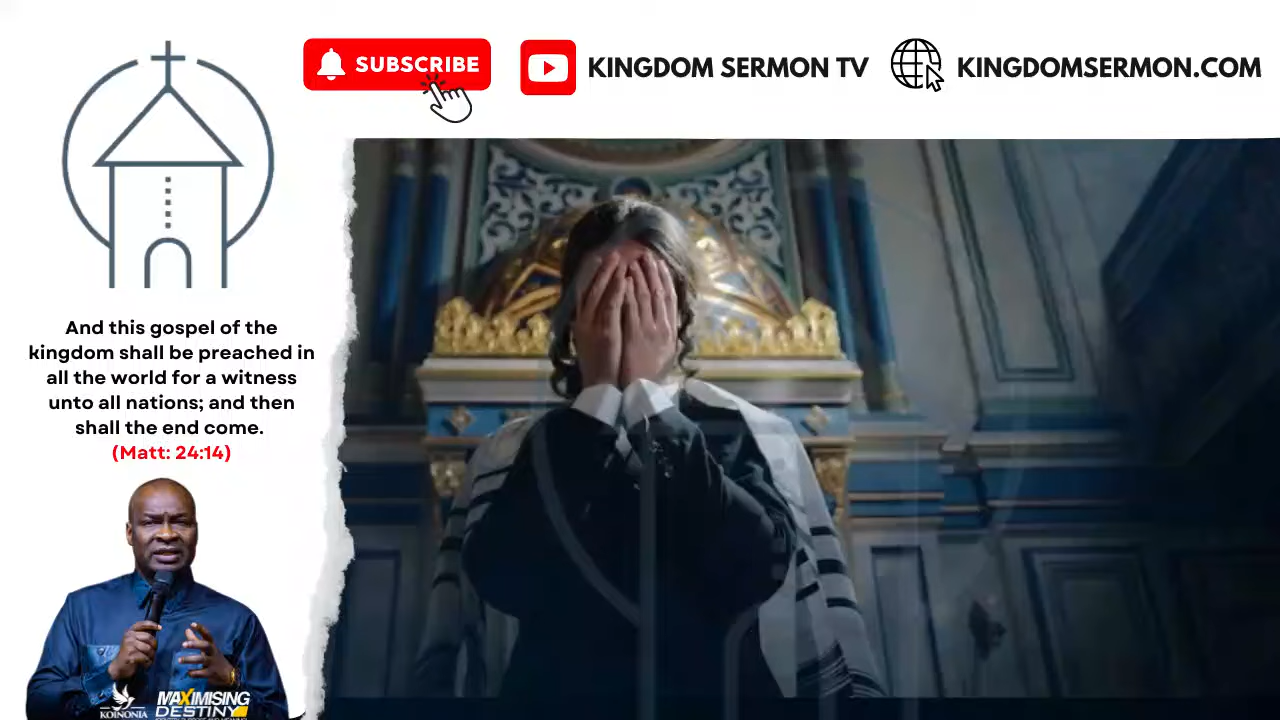 SUBSCRIBE
KINGDOM SERMON TV
KINGDOMSERMON.COM
And this gospel of the
kingdom shall be preached in
all the world for a witness
unto all nations; and then
shall the end come.
(Matt: 24:14)
KOINONIA
MAXIMISING
DESTINY